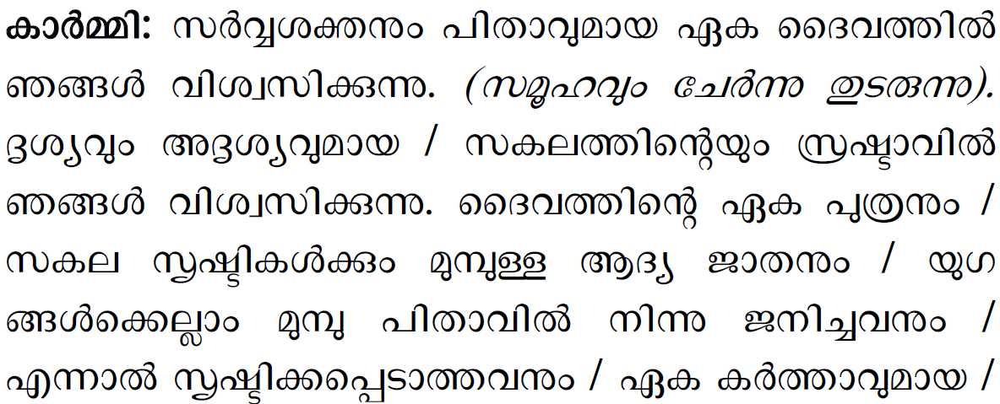 കാർമ്മി: സർവ്വശക്തനും പിതാവുമായ ഏക ദൈവത്തിൽ
ഞങ്ങൾ വിശ്വസിക്കുന്നു. (സമൂഹവും ചേർന്നു തുടരുന്നു).
ദൃശ്യവും അദൃശ്യവുമായ / സകലത്തിന്റെയും സ്രഷ്ടാവിൽ
ഞങ്ങൾ വിശ്വസിക്കുന്നു. ദൈവത്തിന്റെ ഏക പുത്രനും /
സകല സൃഷ്ടികൾക്കും മുമ്പുള്ള ആദ്യ ജാതനും / യുഗ
ങ്ങൾക്കെല്ലാം മുമ്പു പിതാവിൽ നിന്നു ജനിച്ചവനും /
എന്നാൽ സൃഷ്ടിക്കപ്പെടാത്തവനും / ഏക കർത്താവുമായ /